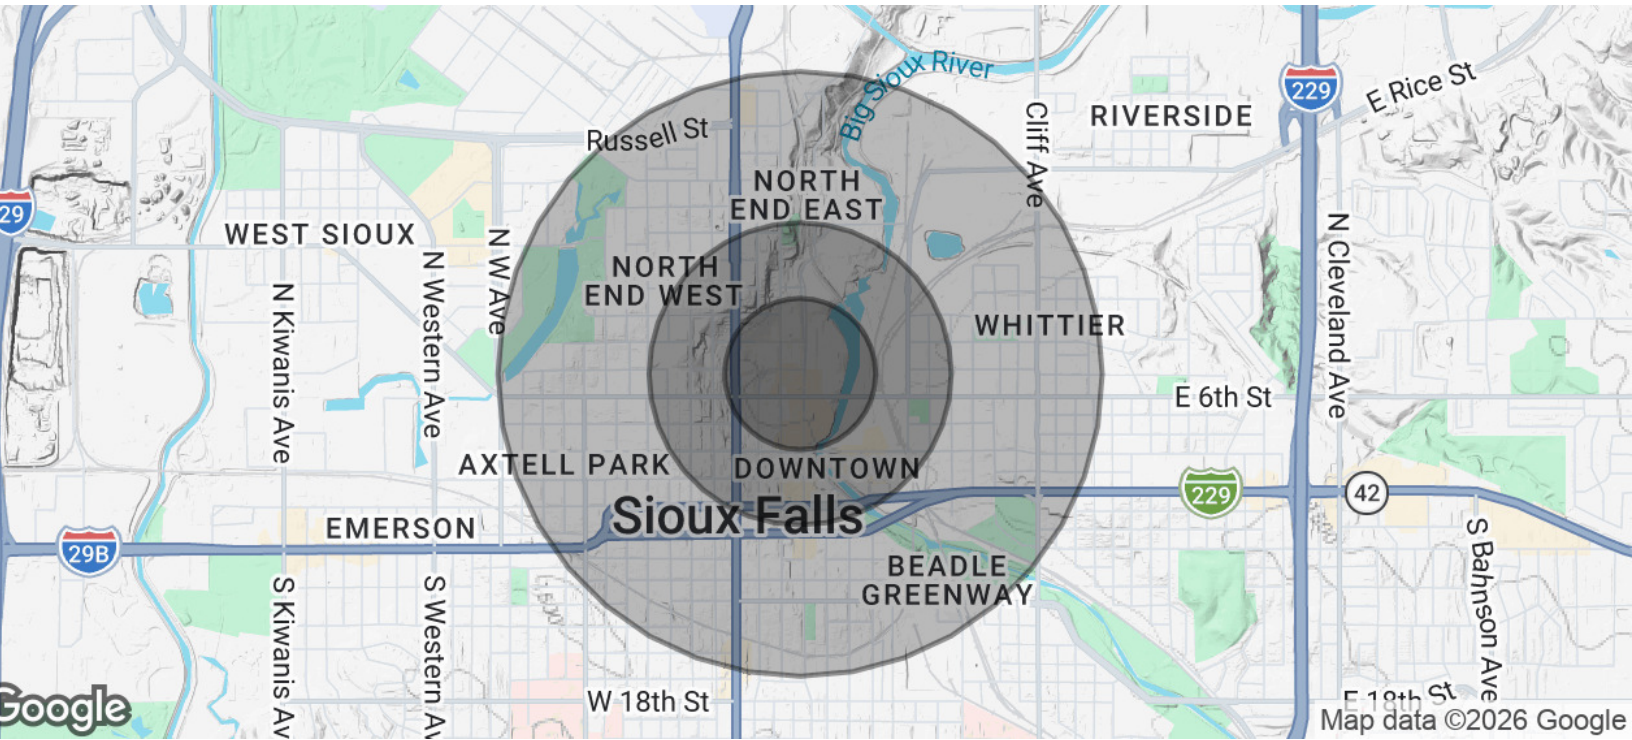 Big Sioux River
229
E Rice St
RIVERSIDE
Russell St
Cliff Ave
NORTH
END EAST
29
WEST SIOUX
N W Ave
N Western Ave
N Kiwanis Ave
NORTH
END WEST
WHITTIER
N Cleveland Ave
E 6th St
AXTELL PARK
DOWNTOWN
229
42
Sioux Falls
EMERSON
29B
BEADLE
GREENWAY
S Bahnson Ave
S Kiwanis Av
S Western Av
W 18th St
E 18th St
Google
Map data ©2026 Google